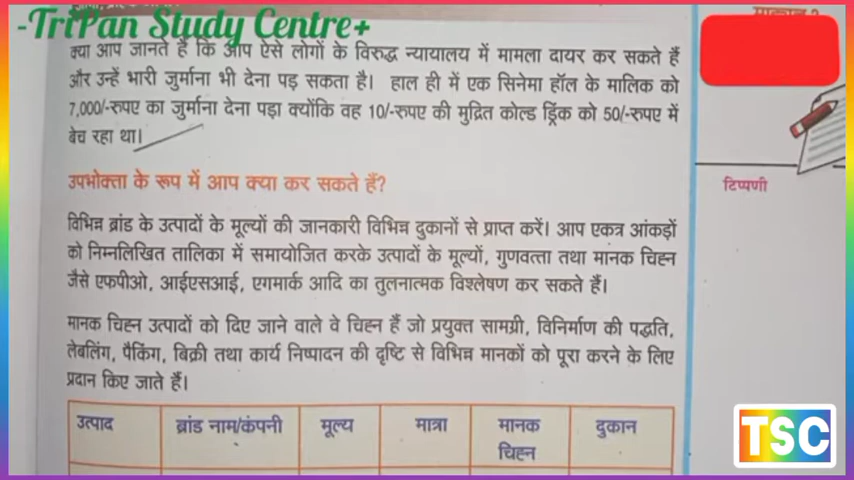 -TriPan Study Centre+
क्या आप जानते हैं कि आप ऐसे लोगों के विरुद्ध न्यायालय में मामला दायर कर सकते हैं
और उन्हें भारी जुर्माना भी देना पड़ सकता है। हाल ही में एक सिनेमा हॉल के मालिक को
7,000/-रुपए का जुर्माना देना पड़ा क्योंकि वह 10/-रुपए की मुद्रित कोल्ड ड्रिंक को 50/-रुपए में
बेच रहा था।
उपभोक्ता के रूप में आप क्या कर सकते हैं?
टिप्पणी
विभिन्न ब्रांड के उत्पादों के मूल्यों की जानकारी विभिन्न दुकानों से प्राप्त करें। आप एकत्र आंकड़ों
को निम्नलिखित तालिका में समायोजित करके उत्पादों के मूल्यों, गुणवत्ता तथा मानक चिह्न
जैसे एफपीओ, आईएसआई, एगमार्क आदि का तुलनात्मक विश्लेषण कर सकते हैं।
मानक चिह्न उत्पादों को दिए जाने वाले वे चिह्न हैं जो प्रयुक्त सामग्री, विनिर्माण की पद्धति,
लेबलिंग, पैकिंग, बिक्री तथा कार्य निष्पादन की दृष्टि से विभिन्न मानकों को पूरा करने के लिए
प्रदान किए जाते हैं।
उत्पाद ब्रांड नाम/कंपनी मूल्य मात्रा मानक चिह्न दुकान
TSC